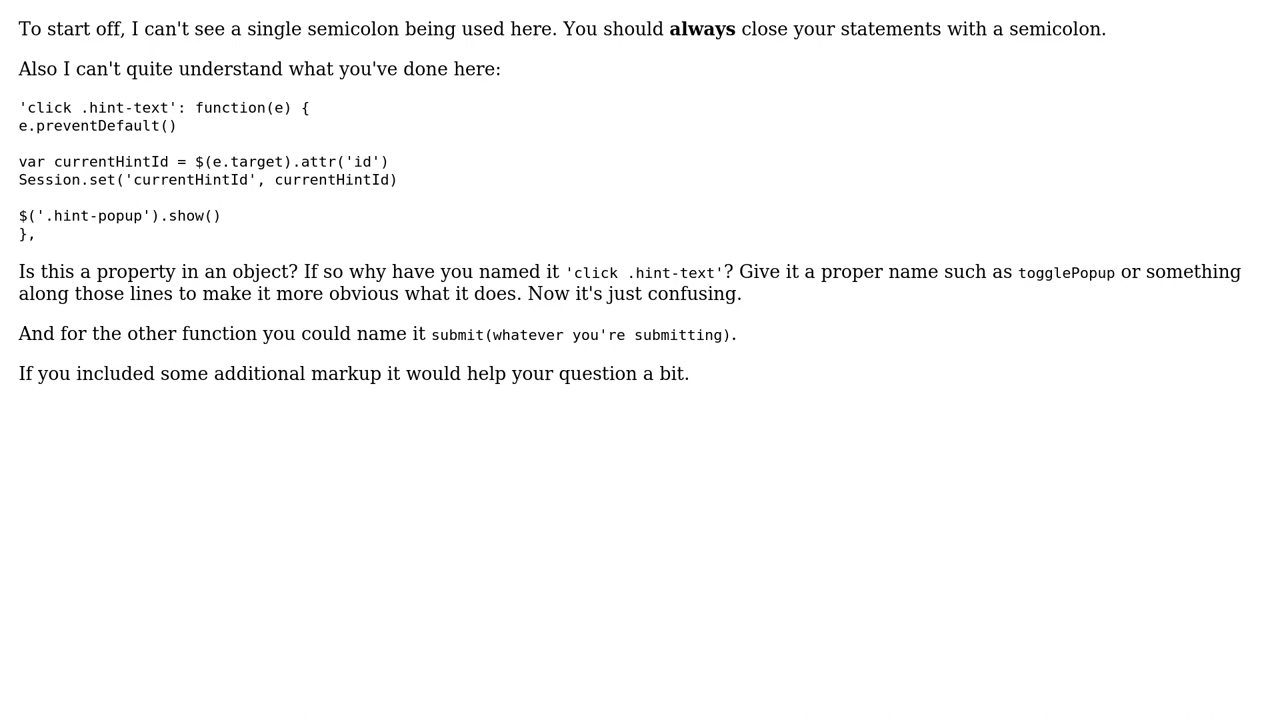 To start off, I can't see a single semicolon being used here. You should always close your statements with a semicolon.
Also I can't quite understand what you've done here:
'click .hint-text': function(e) {
e.preventDefault()
var currentHintId = $(e.target).attr('id')
Session.set('currentHintId', currentHintId)
$('.hint-popup').show()
},
Is this a property in an object? If so why have you named it 'click .hint-text'? Give it a proper name such as togglePopup or something
along those lines to make it more obvious what it does. Now it's just confusing.
And for the other function you could name it submit(whatever you're submitting).
If you included some additional markup it would help your question a bit.